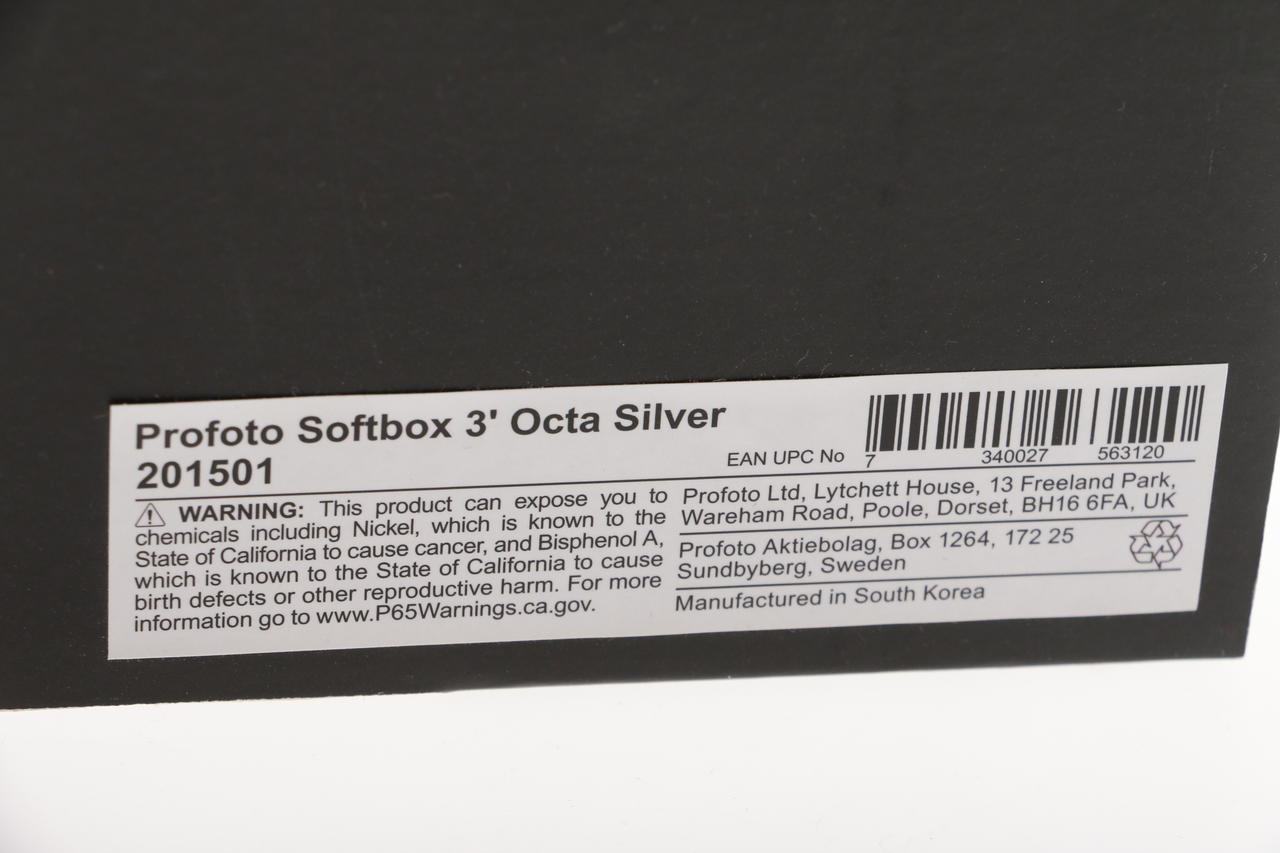 Profoto Softbox 3' Octa Silver
201501
EAN UPC No
7 340027 563120
WARNING: This product can expose you to
chemicals including Nickel, which is known to the
State of California to cause cancer, and Bisphenol A,
which is known to the State of California to cause
birth defects or other reproductive harm. For more
information go to www.P65Warnings.ca.gov.
Profoto Ltd, Lytchett House, 13 Freeland Park,
Wareham Road, Poole, Dorset, BH16 6FA, UK
Profoto Aktiebolag, Box 1264, 172 25
Sundbyberg, Sweden
Manufactured in South Korea